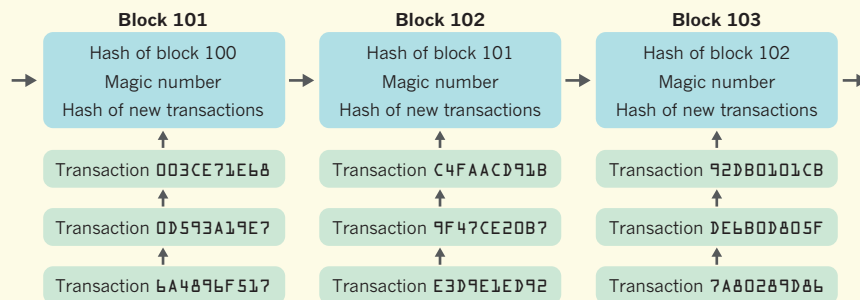 Block 101
Hash of block 100
Magic number
Hash of new transactions
Transaction 003CE71E68
Transaction 0D593A19E7
Transaction 6A4896F517
Block 102
Hash of block 101
Magic number
Hash of new transactions
Transaction C4FAACD91B
Transaction 9F47CE20B7
Transaction E3D9E1ED92
Block 103
Hash of block 102
Magic number
Hash of new transactions
Transaction 92DB0101CB
Transaction DE6B0D805F
Transaction 7A80289D86